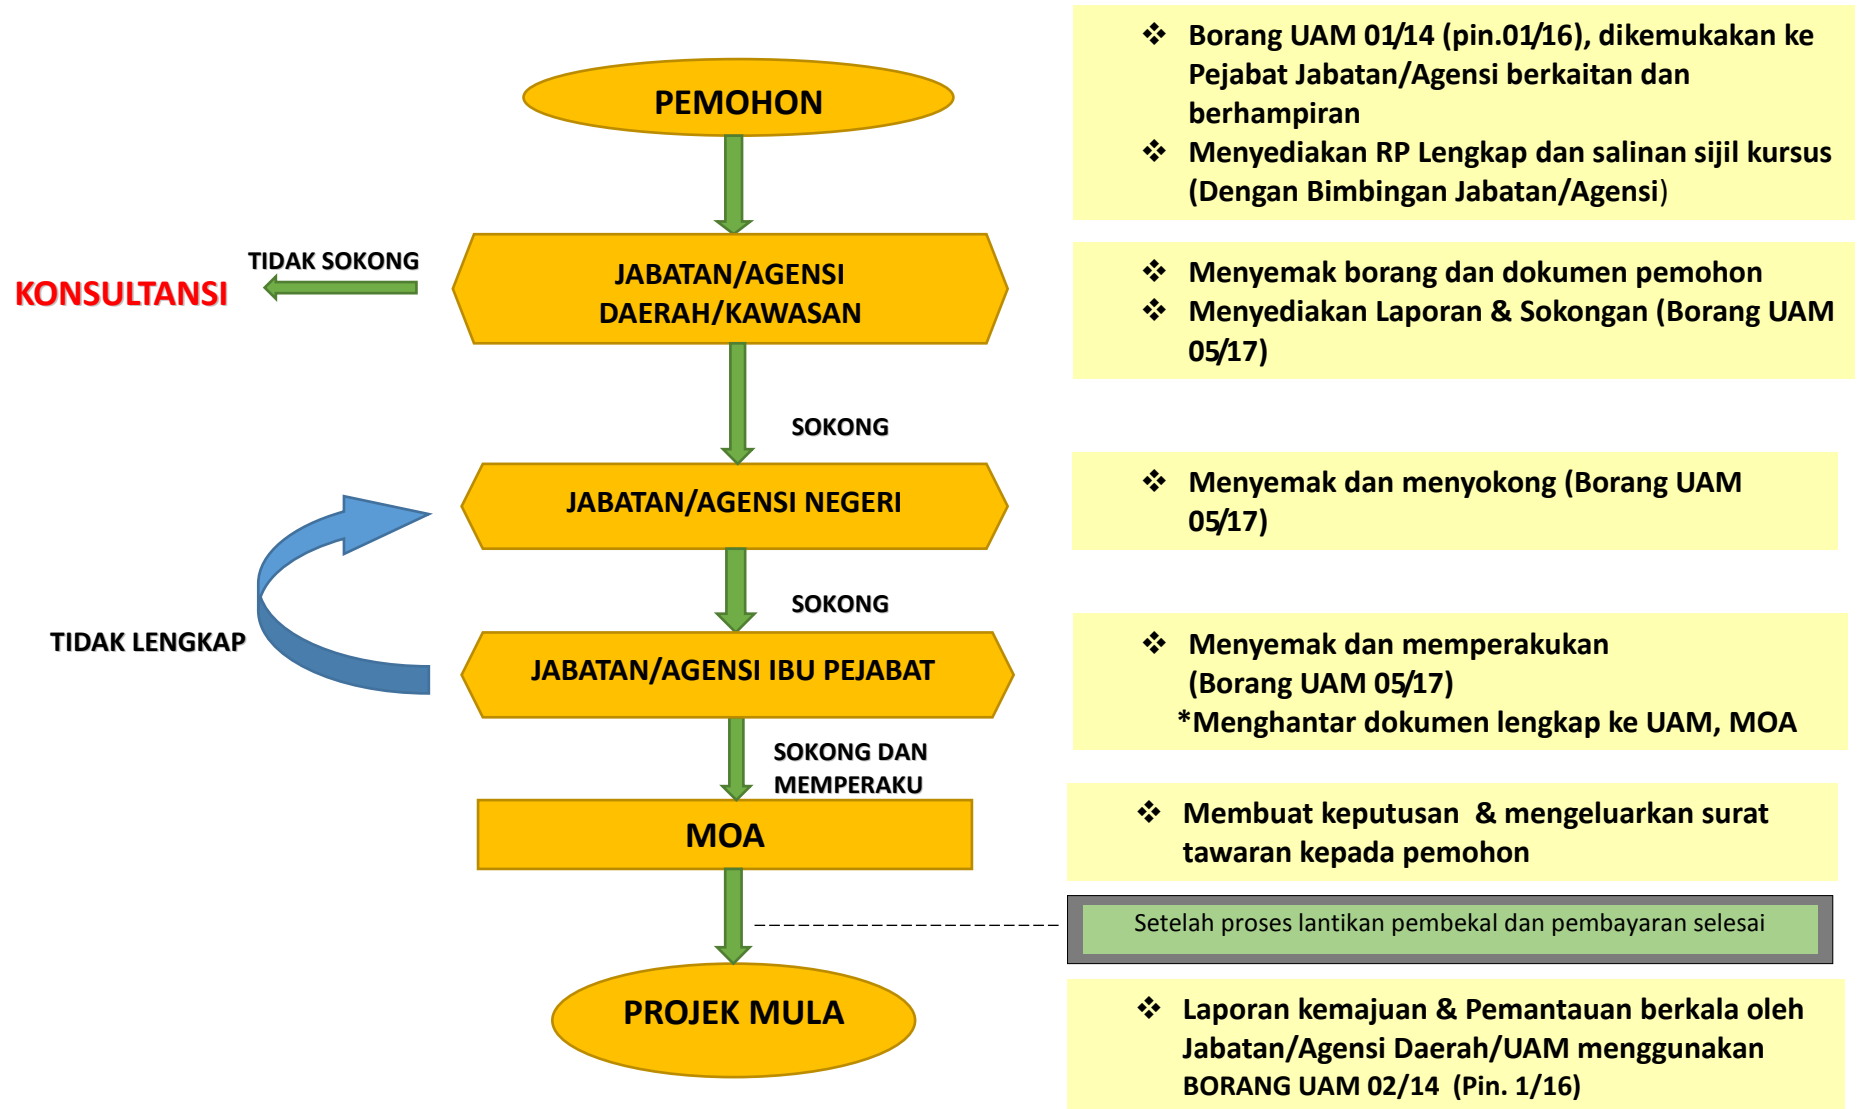 PEMOHON
❖ Borang UAM 01/14 (pin.01/16), dikemukakan ke
Pejabat Jabatan/Agensi berkaitan dan
berhampiran
❖ Menyediakan RP Lengkap dan salinan sijil kursus
(Dengan Bimbingan Jabatan/Agensi)
KONSULTANSI
TIDAK SOKONG
JABATAN/AGENSI
DAERAH/KAWASAN
❖ Menyemak borang dan dokumen pemohon
❖ Menyediakan Laporan & Sokongan (Borang UAM
05/17)
SOKONG
JABATAN/AGENSI NEGERI
❖ Menyemak dan menyokong (Borang UAM
05/17)
SOKONG
TIDAK LENGKAP
JABATAN/AGENSI IBU PEJABAT
❖ Menyemak dan memperakukan
(Borang UAM 05/17)
*Menghantar dokumen lengkap ke UAM, MOA
SOKONG DAN
MEMPERAKU
MOA
❖ Membuat keputusan & mengeluarkan surat
tawaran kepada pemohon
Setelah proses lantikan pembekal dan pembayaran selesai
PROJEK MULA
❖ Laporan kemajuan & Pemantauan berkala oleh
Jabatan/Agensi Daerah/UAM menggunakan
BORANG UAM 02/14 (Pin. 1/16)